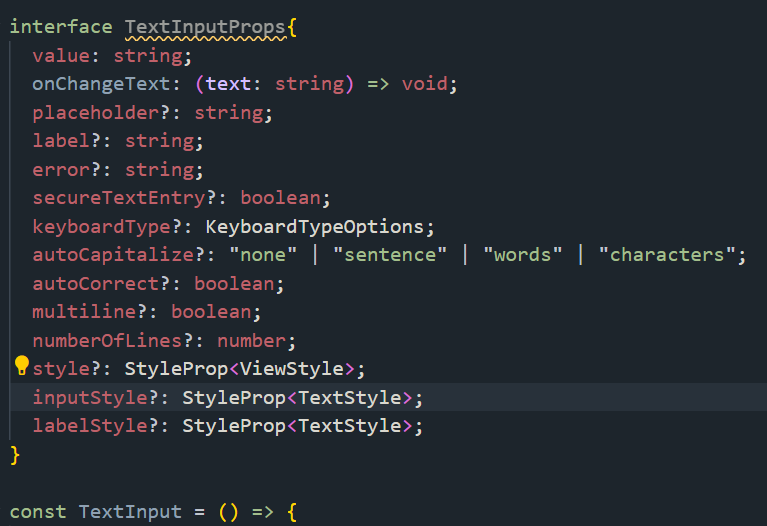 interface TextInputProps{
value: string;
onChangeText: (text: string) => void;
placeholder?: string;
label?: string;
error?: string;
secureTextEntry?: boolean;
keyboardType?: KeyboardTypeOptions;
autoCapitalize?: "none" | "sentence" | "words" | "characters";
autoCorrect?: boolean;
multiline?: boolean;
numberOfLines?: number;
style?: StyleProp<ViewStyle>;
inputStyle?: StyleProp<TextStyle>;
labelStyle?: StyleProp<TextStyle>;
}
const TextInput = () => {